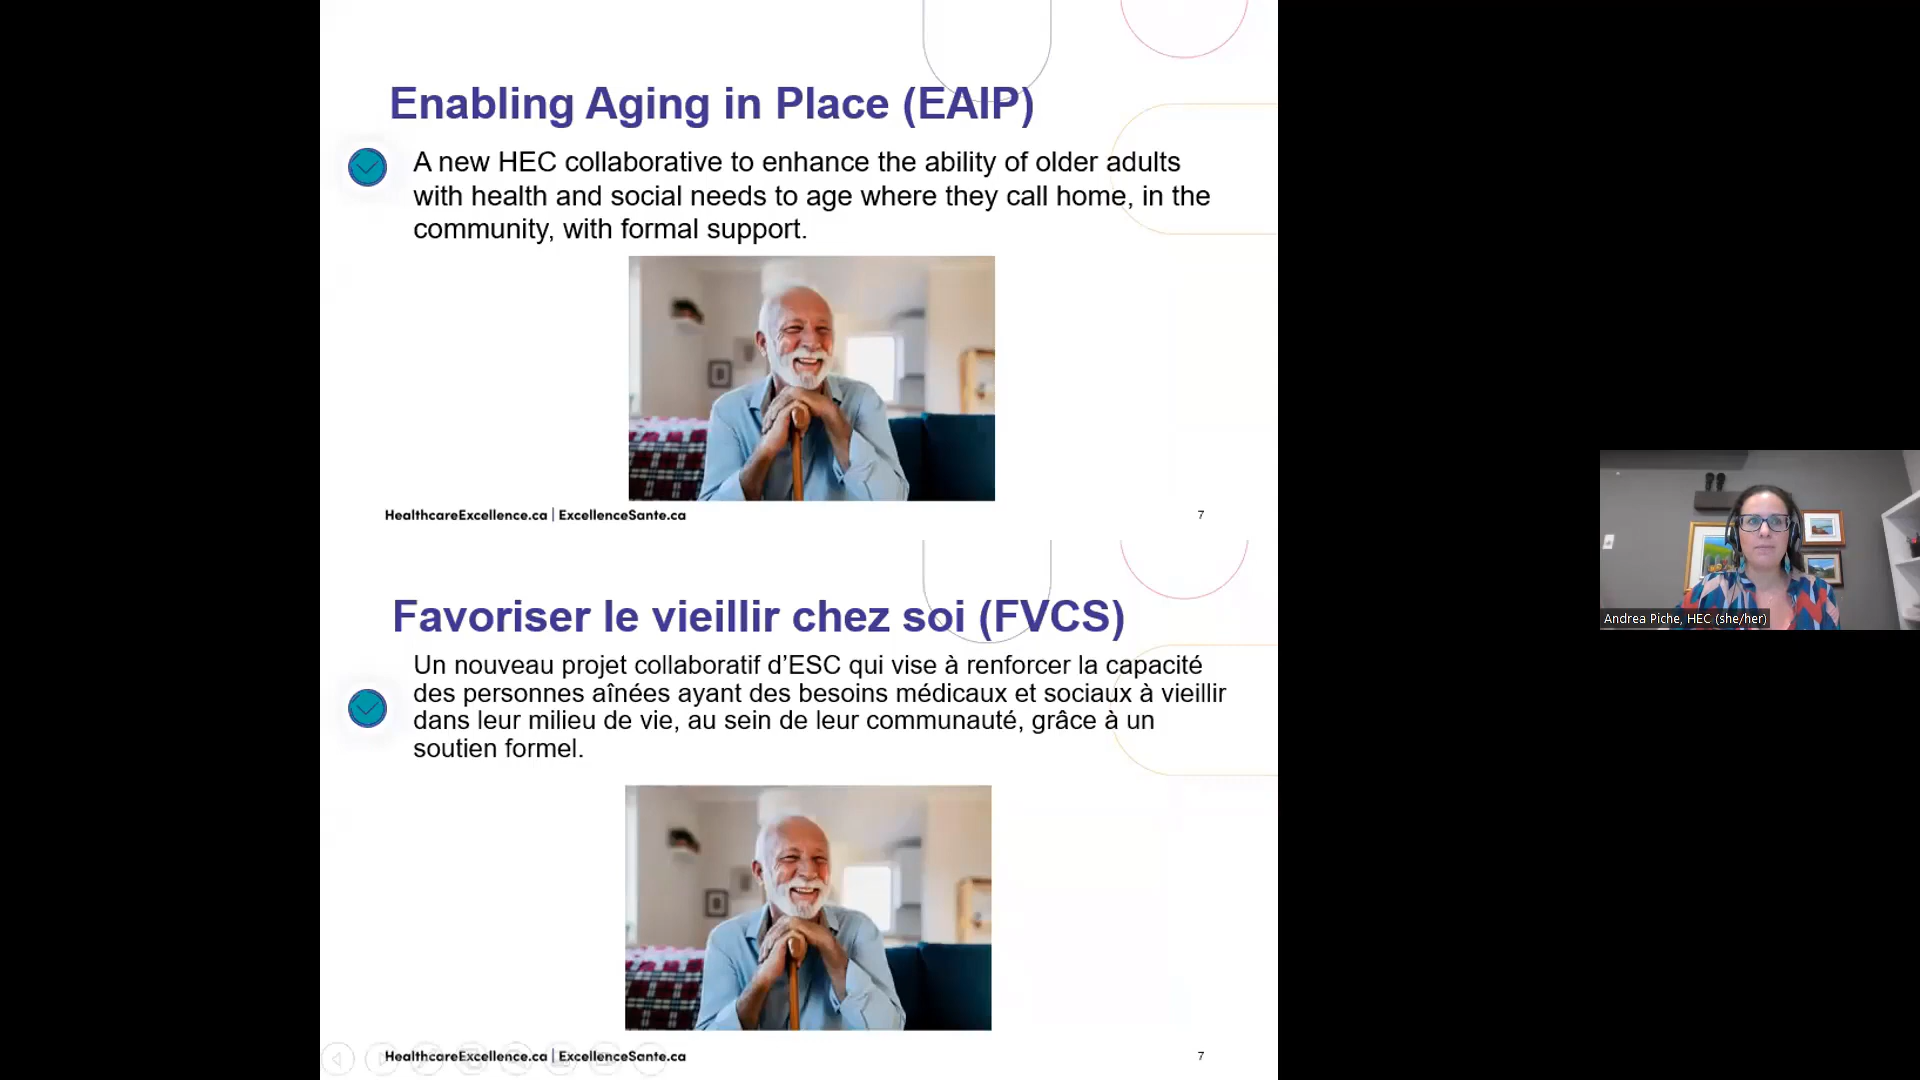 Enabling Aging in Place (EAIP)
A new HEC collaborative to enhance the ability of older adults
with health and social needs to age where they call home, in the
community, with formal support.
HealthcareExcellence.ca | ExcellenceSante.ca
7
Favoriser le vieillir chez soi (FVCS)
Un nouveau projet collaboratif d’ESC qui vise à renforcer la capacité
des personnes aînées ayant des besoins médicaux et sociaux à vieillir
dans leur milieu de vie, au sein de leur communauté, grâce à un
soutien formel.
HealthcareExcellence.ca | ExcellenceSante.ca
7
Andrea Piche, HEC (she/her)